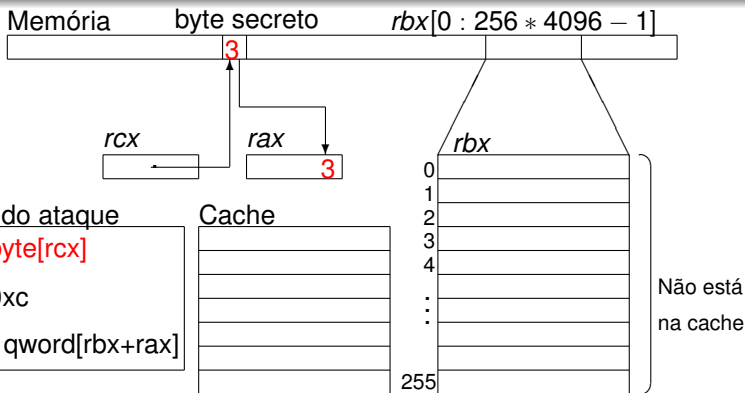 Memória byte secreto rbx[0 : 256 * 4096 − 1]
3
rcx rax rbx
3
0
1
2
3
4
⋮
255
do ataque Cache
byte[rcx]
xc
qword[rbx+rax]
Não está
na cache